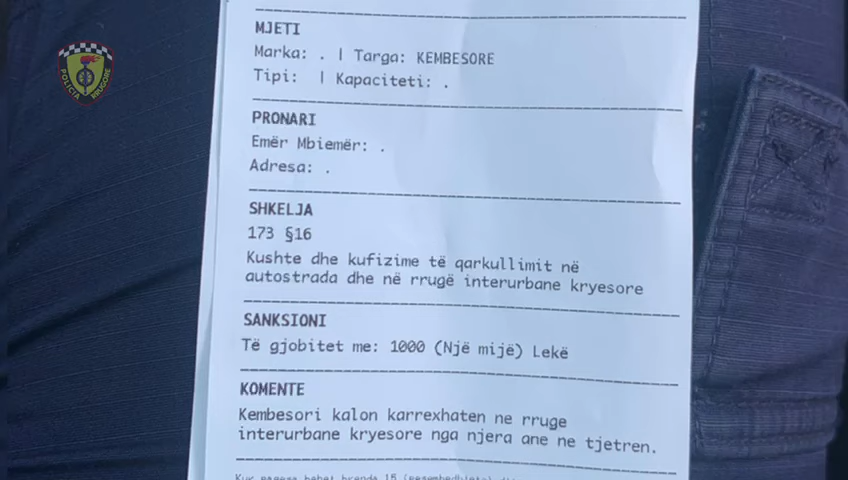 POLICIA RRUGORE
MJETI
Marka: . | Targa: KEMBESORE
Tipi: | Kapaciteti: .
PRONARI
Emër Mbiemër: .
Adresa: .
SHKELJA
173 §16
Kushte dhe kufizime të qarkullimit në
autostrada dhe në rrugë interurbane kryesore
SANKSIONI
Të gjobitet me: 1000 (Një mijë) Lekë
KOMENTE
Kembesori kalon karrexhaten ne rruge
interurbane kryesore nga njera ane ne tjetren.